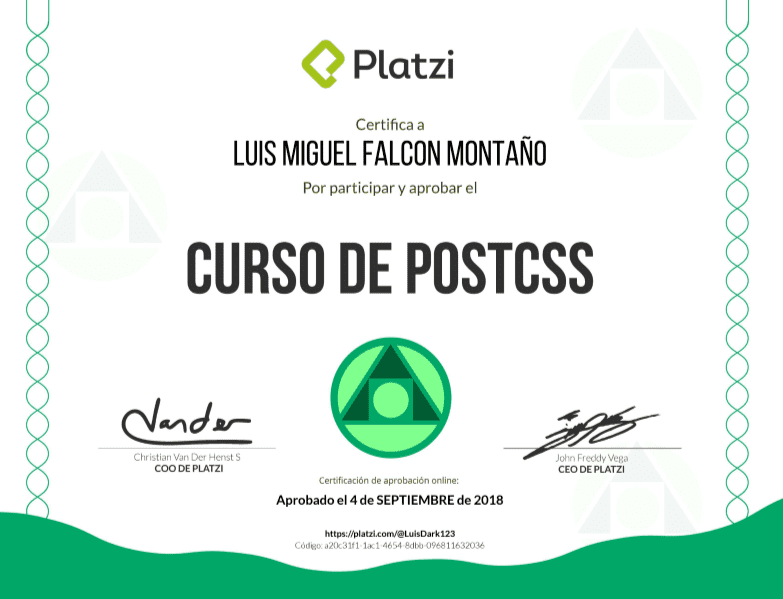 Platzi
Certifica a
LUIS MIGUEL FALCON MONTAÑO
Por participar y aprobar el
CURSO DE POSTCSS
Vander
Christian Van Der Henst S
COO DE PLATZI
John Freddy Vega
CEO DE PLATZI
Certificación de aprobación online:
Aprobado el 4 de SEPTIEMBRE de 2018
https://platzi.com/@LuisDark123
Código: a20c31f1-1ac1-4654-8dbb-096811632036